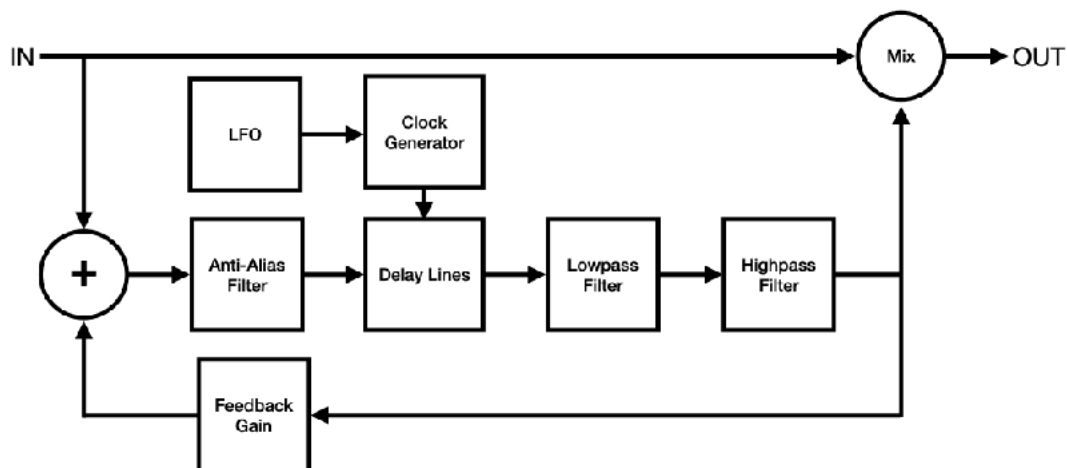 IN
Mix
OUT
LFO
Clock
Generator
+
Anti-Alias
Filter
Delay Lines
Lowpass
Filter
Highpass
Filter
Feedback
Gain